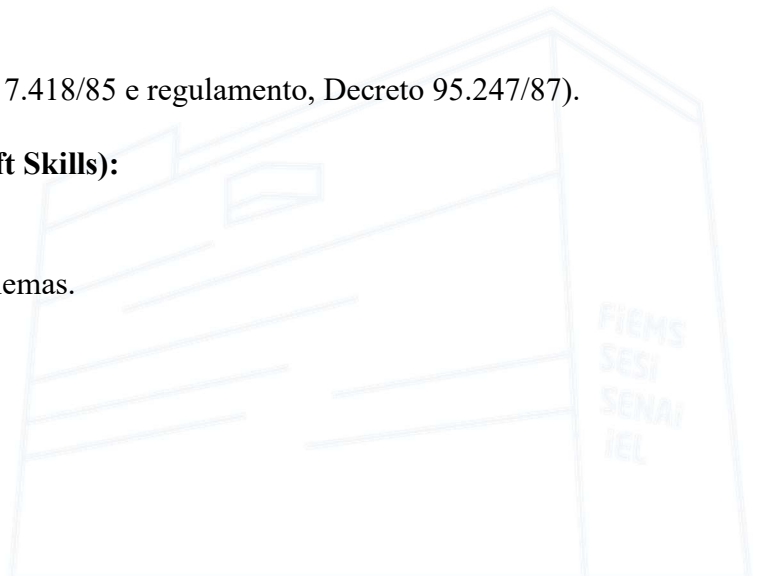 7.418/85 e regulamento, Decreto 95.247/87).
ft Skills):
emas.
FiEMS
SESi
SENAi
iEL